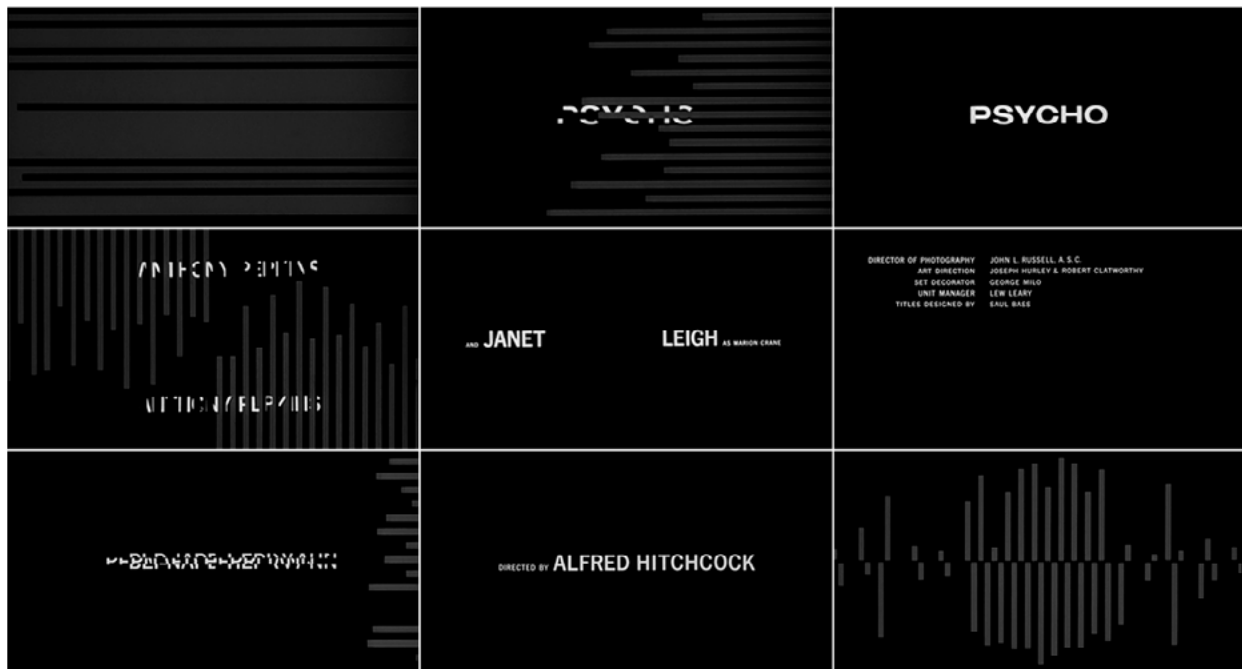 PSYCHO
PSYCHO
AND JANET LEIGH AS MARION CRANE
DIRECTOR OF PHOTOGRAPHY JOHN L. RUSSELL, A.S.C.
ART DIRECTION JOSEPH HURLEY & ROBERT CLATWORTHY
SET DECORATOR GEORGE MILO
UNIT MANAGER LEW LEARY
TITLES DESIGNED BY SAUL BASS
DIRECTED BY ALFRED HITCHCOCK